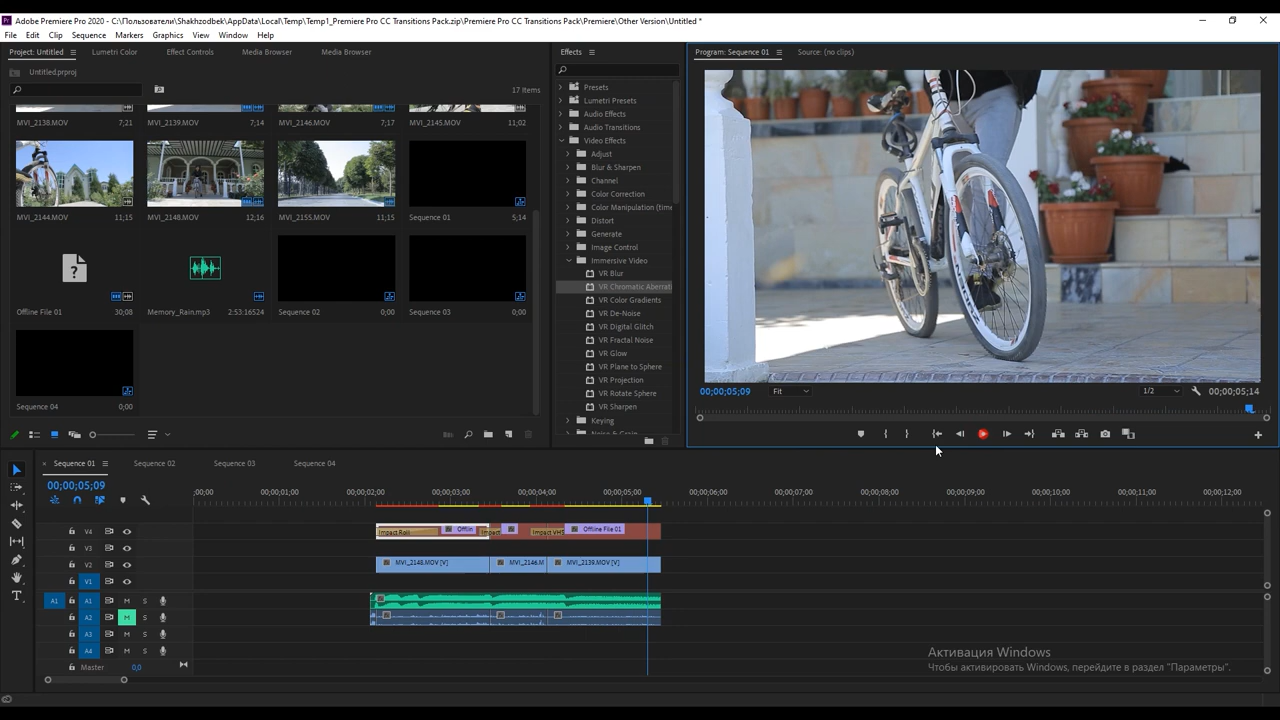 Adobe Premiere Pro 2020 - C:\Пользователи\Shakhzodbek\AppData\Local\Temp\Temp1_Premiere Pro CC Transitions Pack.zip\Premiere Pro CC Transitions Pack\Premiere\Other Version\Untitled *
File Edit Clip Sequence Markers Graphics View Window Help
Project: Untitled Lumetri Color Effect Controls Media Browser Media Browser
Effects
Program: Sequence 01 Source: (no clips)
Untitled.prproj
17 Items
MVI_2138.MOV 7;21 MVI_2139.MOV 7;14 MVI_2146.MOV 7;17 MVI_2145.MOV 11;02
MVI_2144.MOV 11;15 MVI_2148.MOV 12;16 MVI_2155.MOV 11;15 Sequence 01 5;14
Offline File 01 30;08 Memory_Rain.mp3 2:53:16524 Sequence 02 0;00 Sequence 03 0;00
Sequence 04 0;00
Presets
Lumetri Presets
Audio Effects
Audio Transitions
Video Effects
Adjust
Blur & Sharpen
Channel
Color Correction
Color Manipulation (time
Distort
Generate
Image Control
Immersive Video
VR Blur
VR Chromatic Aberrati
VR Color Gradients
VR De-Noise
VR Digital Glitch
VR Fractal Noise
VR Glow
VR Plane to Sphere
VR Projection
VR Rotate Sphere
VR Sharpen
Keying
00;00;05;09 Fit 1/2 00;00;05;14
Sequence 01 Sequence 02 Sequence 03 Sequence 04
00;00;05;09
;00;00 00;00;01;00 00;00;02;00 00;00;03;00 00;00;04;00 00;00;05;00 00;00;06;00 00;00;07;00 00;00;08;00 00;00;09;00 00;00;10;00 00;00;11;00 00;00;12;00
V4 Impact Offlin Impact Impact VHS Offline File 01
V3
V2 MVI_2148.MOV [V] MVI_2146.M MVI_2139.MOV [V]
V1
A1 A1 M S
A2 M S
A3 M S
A4 M S
Master 0,0
Активация Windows
Чтобы активировать Windows, перейдите в раздел "Параметры".